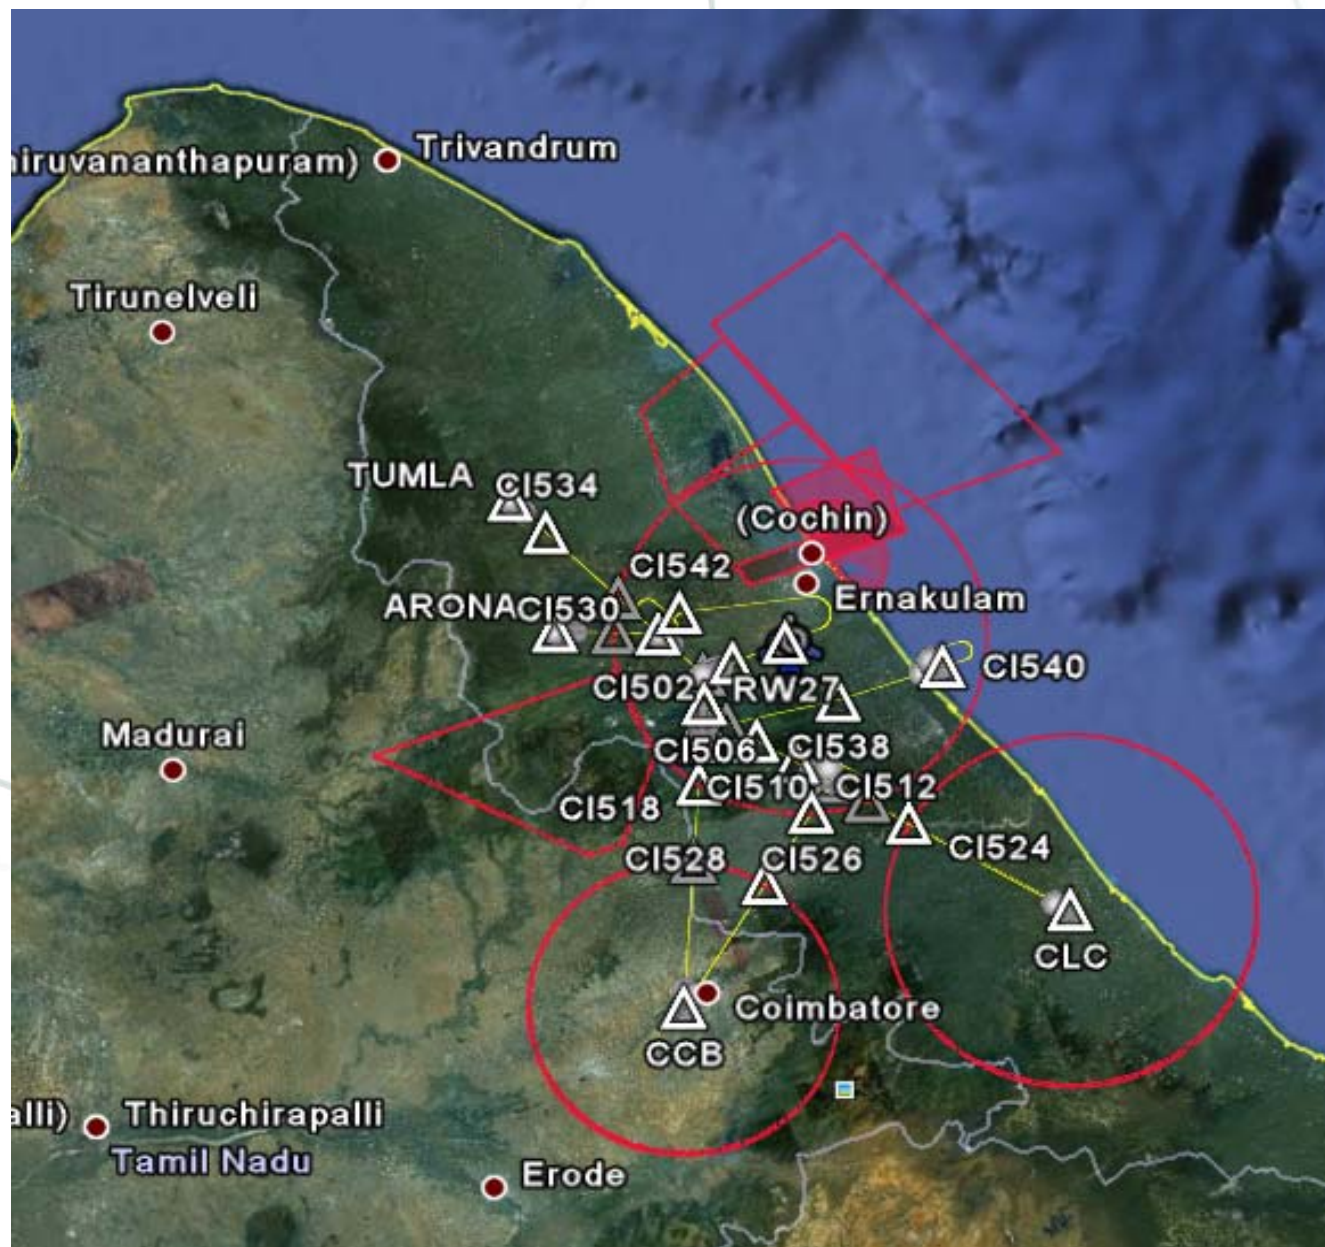 Trivandrum
hiruvananthapuram)
Tirunelveli
TUMLA
CI534
(Cochin)
CI542
ARONA
CI530
Ernakulam
CI502
RW27
CI540
Madurai
CI506
CI538
CI518
CI510
CI512
CI528
CI526
CI524
CLC
Coimbatore
CCB
alli)
Thiruchirapalli
Tamil Nadu
Erode